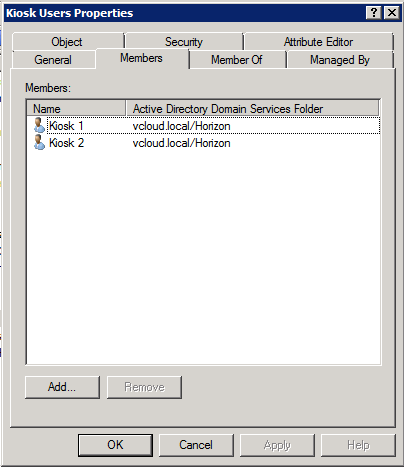 Kiosk Users Properties
Object Security Attribute Editor
General Members Member Of Managed By
Members:
Name Active Directory Domain Services Folder
Kiosk 1 vcloud.local/Horizon
Kiosk 2 vcloud.local/Horizon
Add... Remove
OK Cancel Apply Help